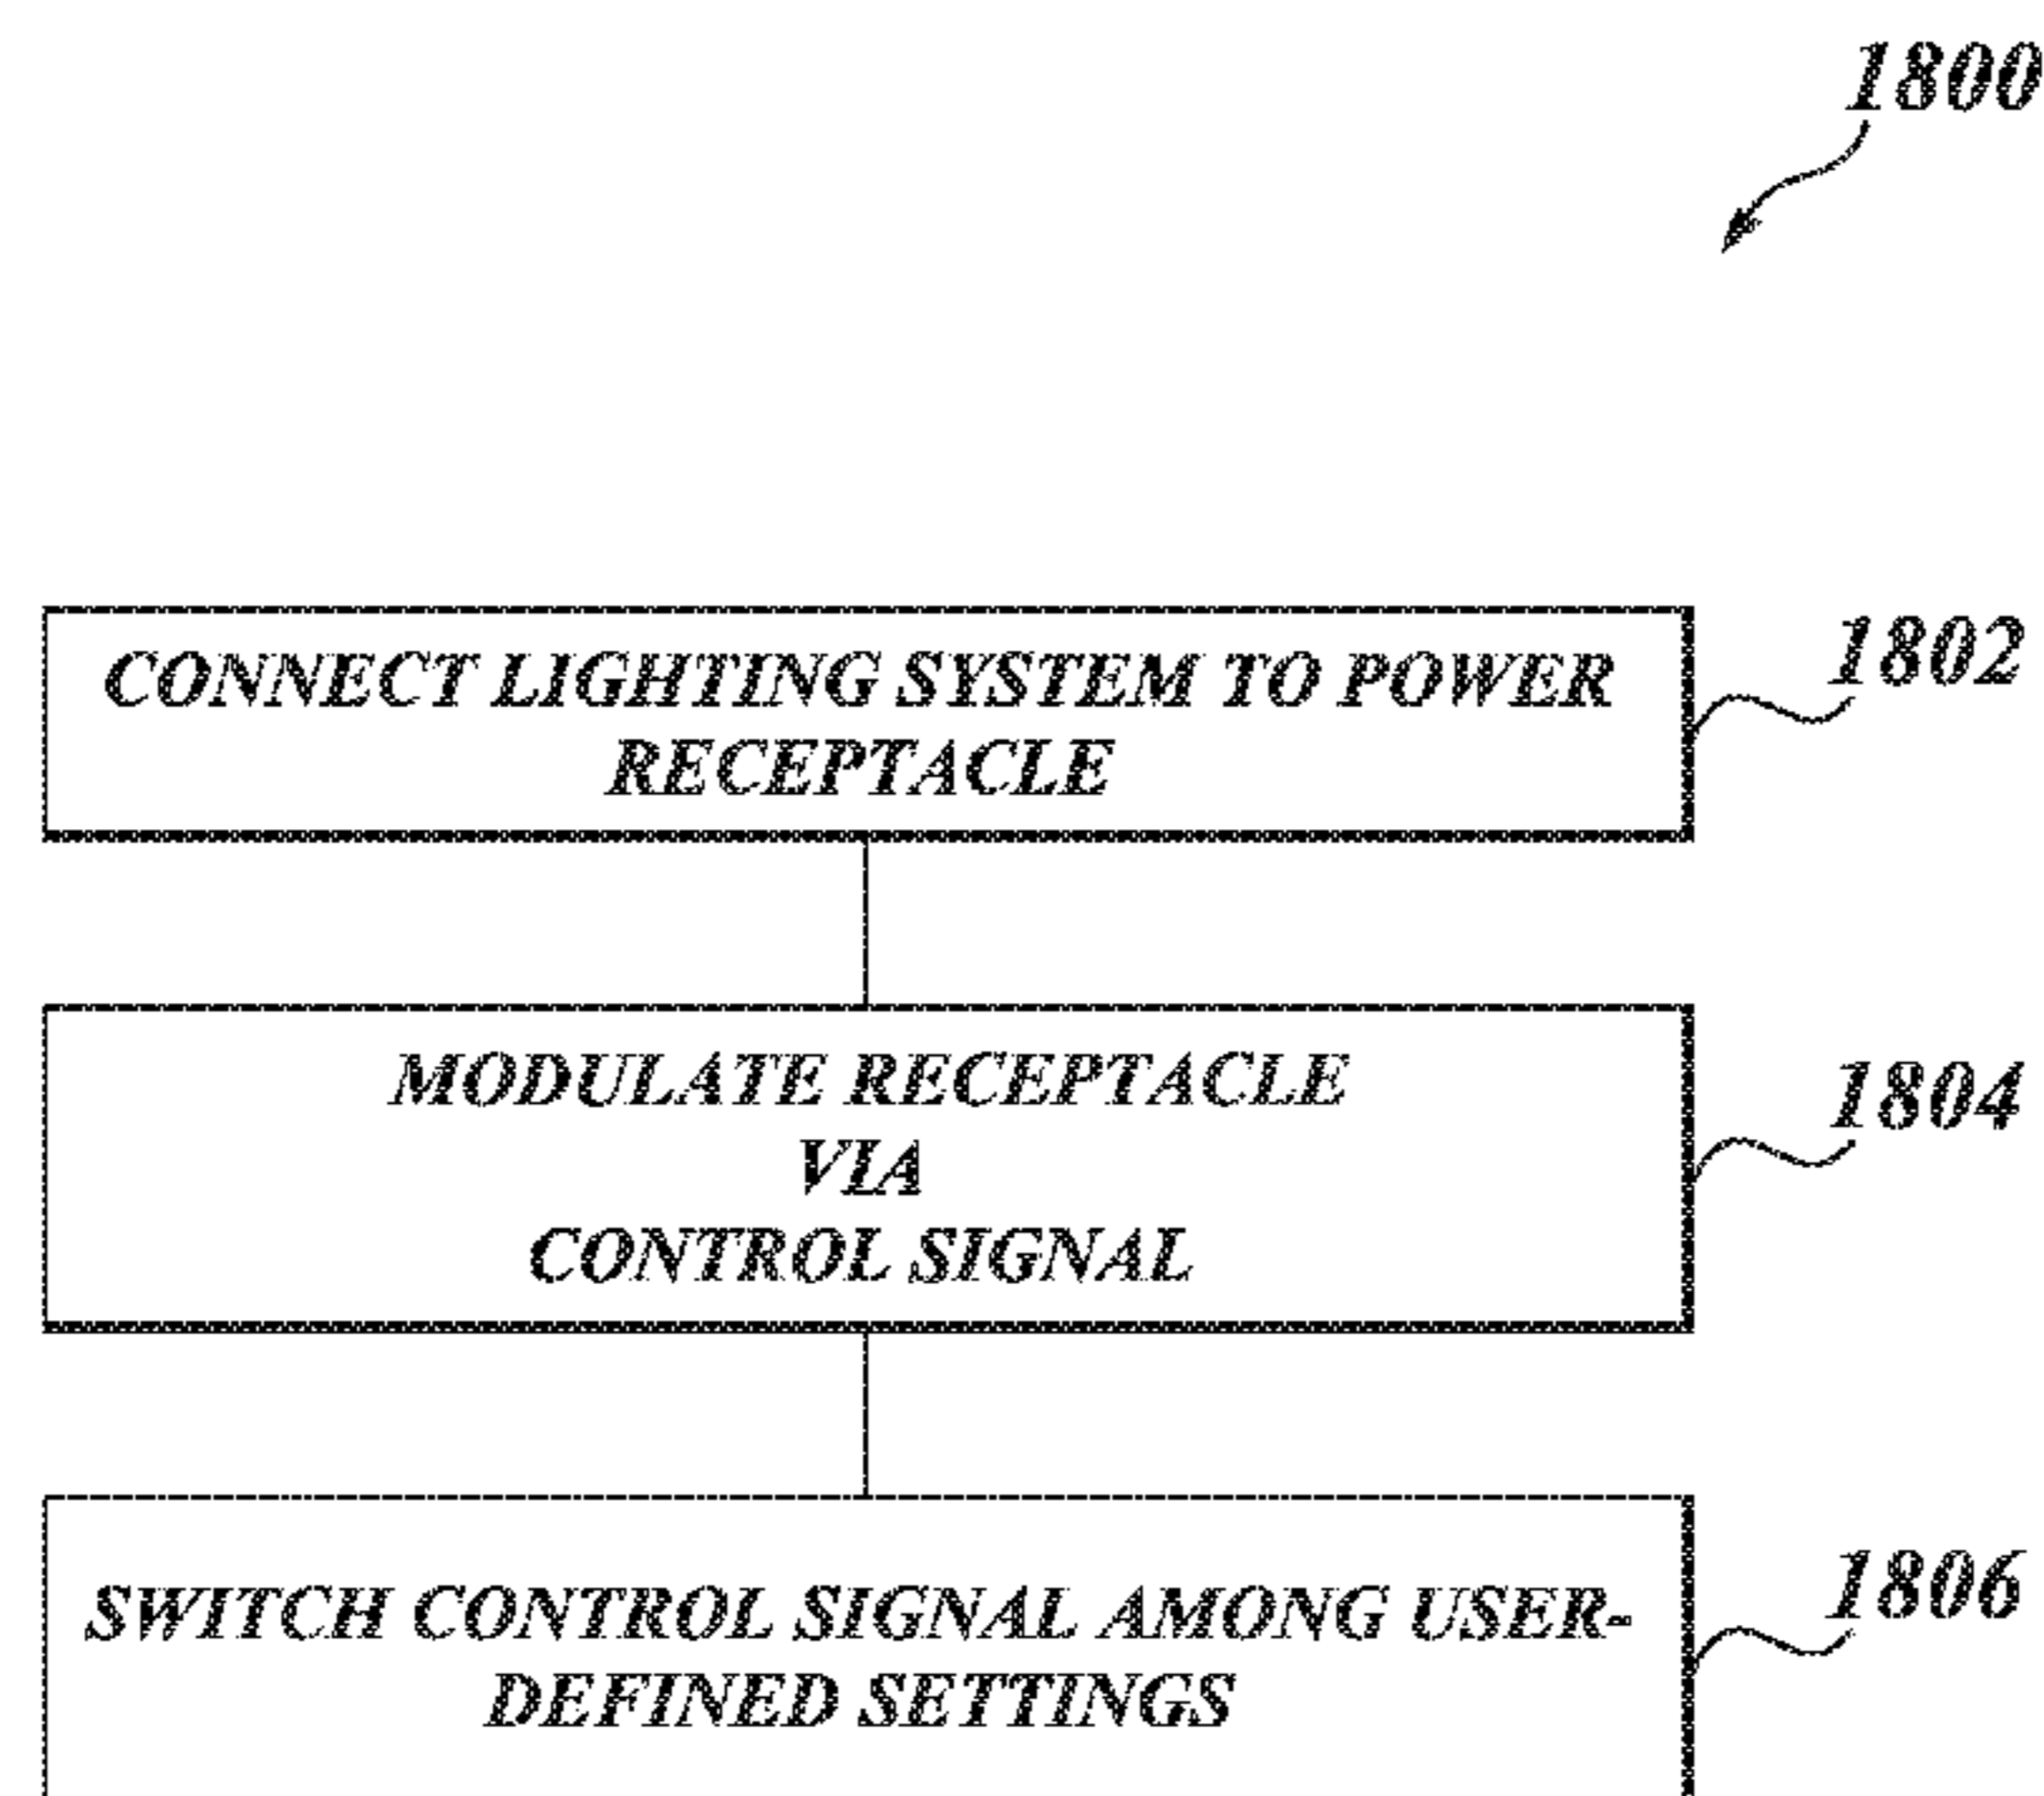 1800
CONNECT LIGHTING SYSTEM TO POWER
RECEPTACLE
1802
MODULATE RECEPTACLE
VIA
CONTROL SIGNAL
1804
SWITCH CONTROL SIGNAL AMONG USER-
DEFINED SETTINGS
1806